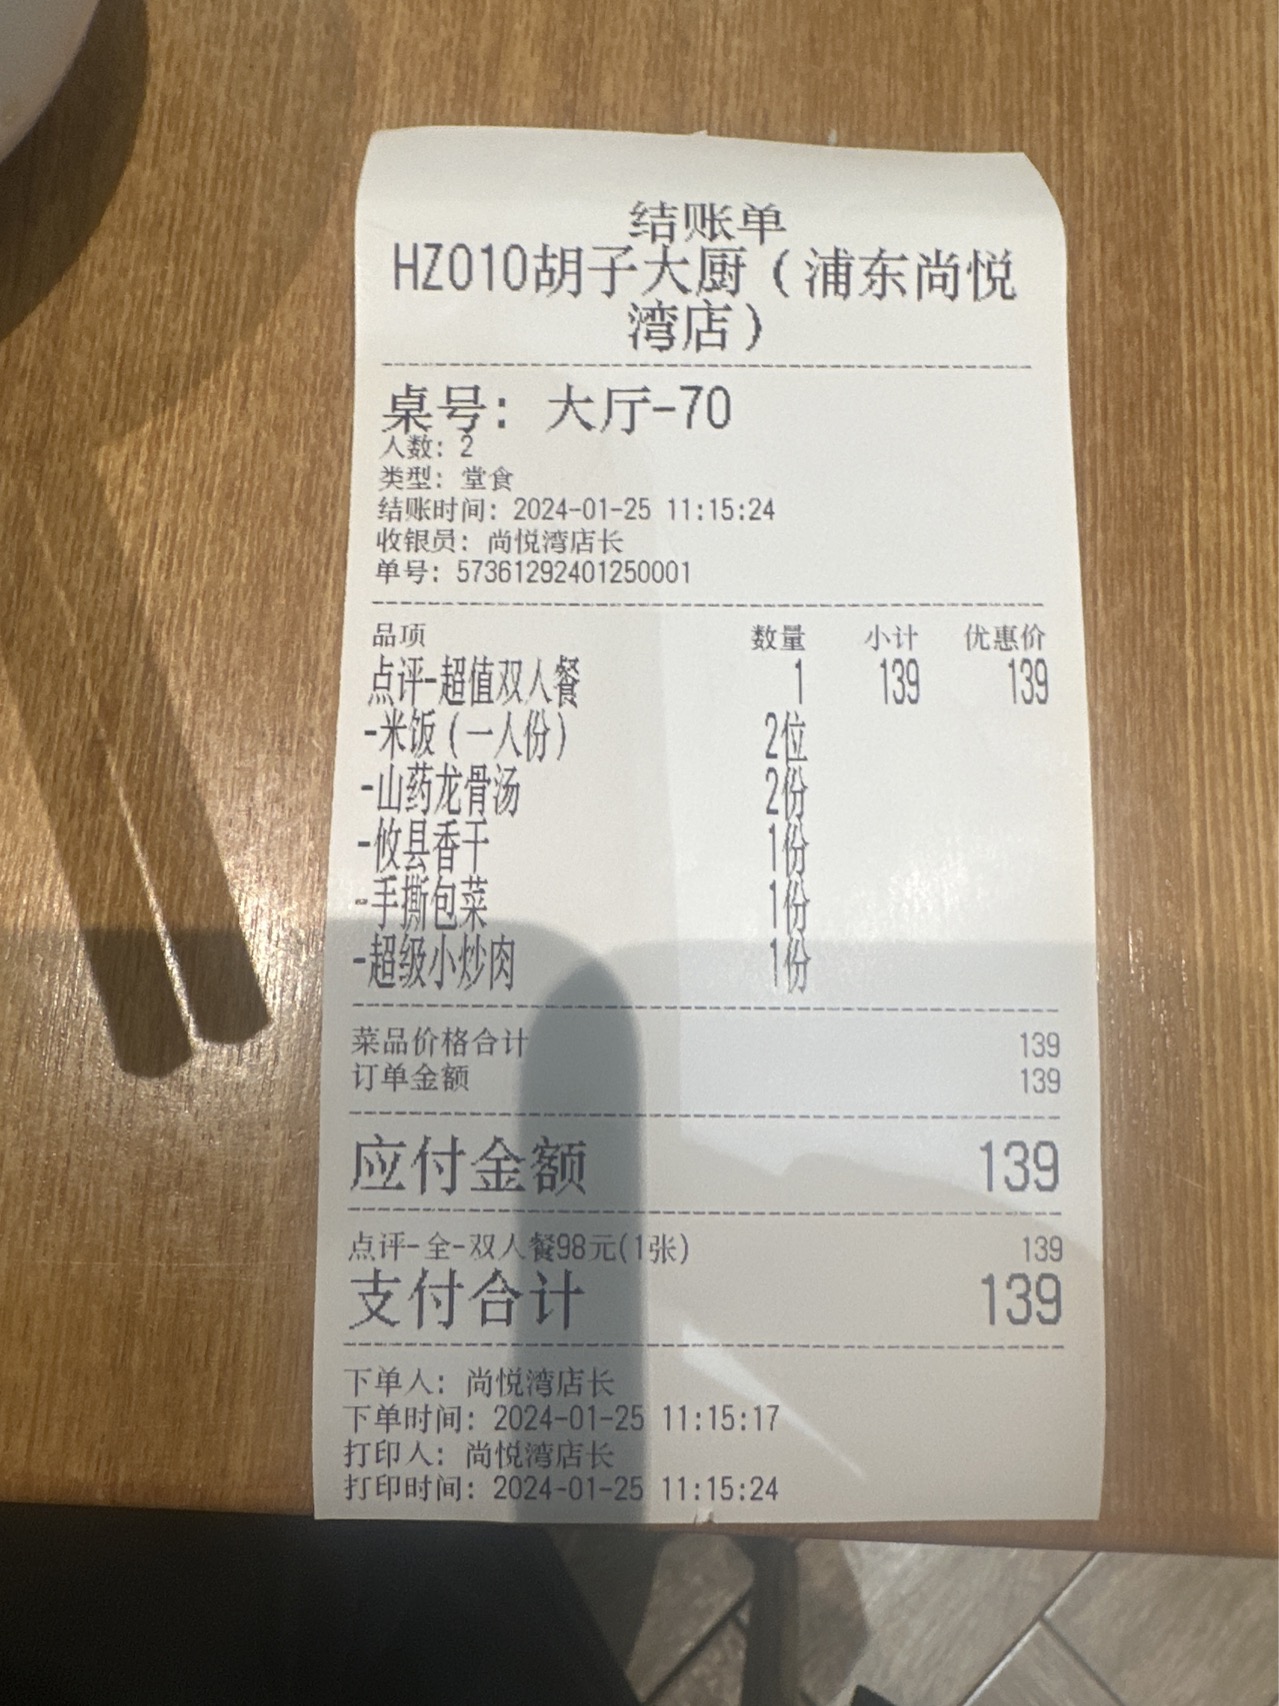 结账单
HZ010胡子大厨（浦东尚悦
湾店）
桌号：大厅-70
人数：2
类型：堂食
结账时间：2024-01-25 11:15:24
收银员：尚悦湾店长
单号：57361292401250001
品项 数量 小计 优惠价
点评-超值双人餐 1 139 139
-米饭（一人份） 2位
-山药龙骨汤 2份
-攸县香干 1份
-手撕包菜 1份
-超级小炒肉 1份
菜品价格合计 139
订单金额 139
应付金额 139
点评-全-双人餐98元(1张) 139
支付合计 139
下单人：尚悦湾店长
下单时间：2024-01-25 11:15:17
打印人：尚悦湾店长
打印时间：2024-01-25 11:15:24